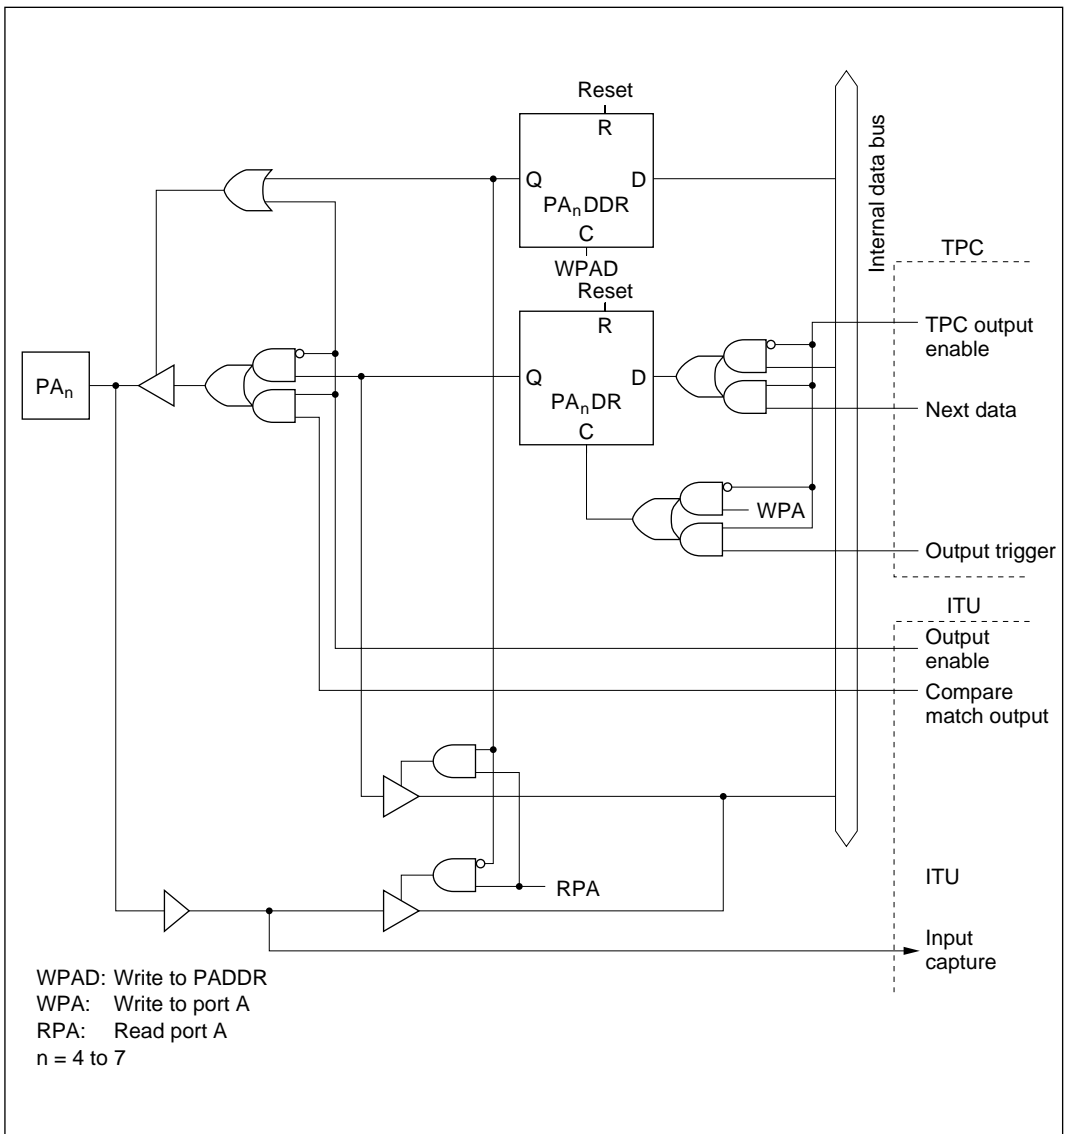 Reset
R
Q
D
PAnDDR
C
WPAD
Internal data bus
TPC
Reset
R
Q
D
PAnDR
C
TPC output
enable
Next data
PAn
WPA
Output trigger
ITU
Output
enable
Compare
match output
RPA
ITU
Input
capture
WPAD: Write to PADDR
WPA: Write to port A
RPA: Read port A
n = 4 to 7